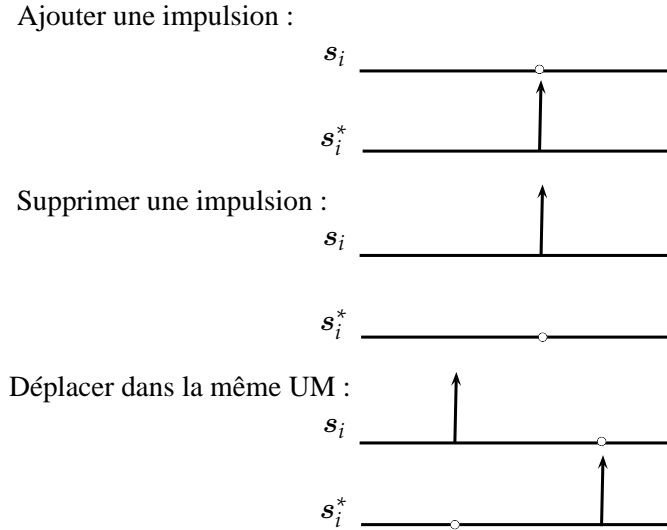 Ajouter une impulsion :
s_i
s_i^*
Supprimer une impulsion :
s_i
s_i^*
Déplacer dans la même UM :
s_i
s_i^*